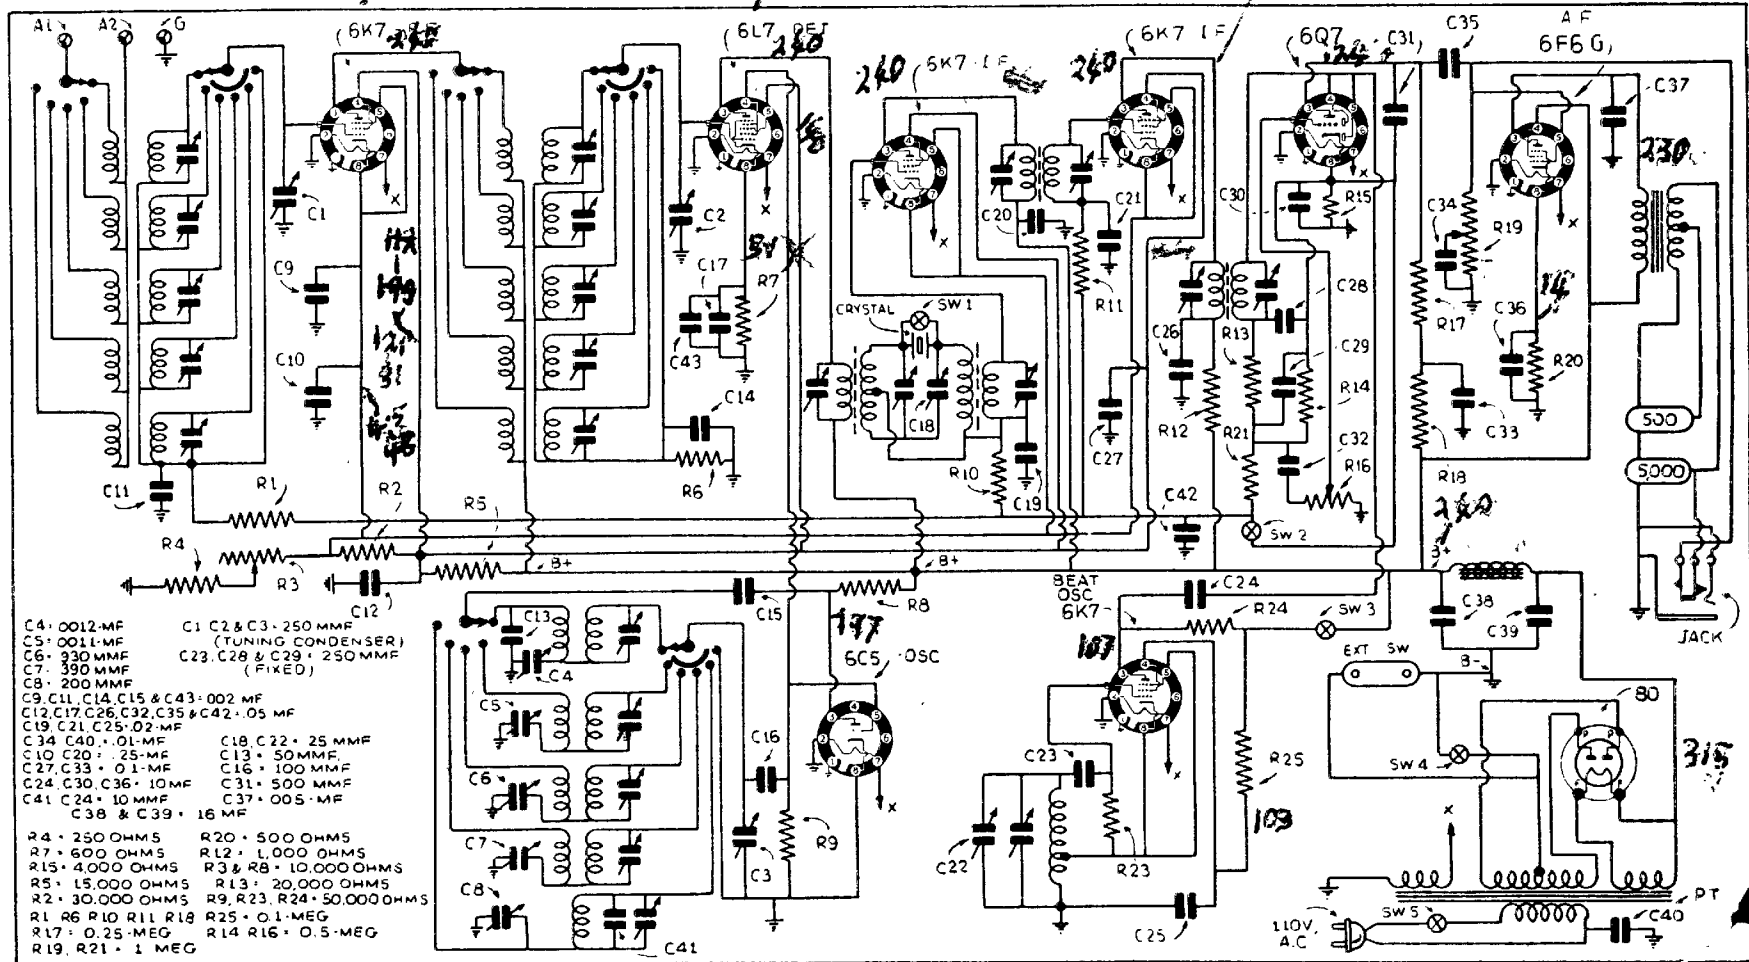 A1
A2
G
6K7
6L7 DET
6K7 IF
6K7 IF
6Q7
C31
C35
A F
6F6G
240
240
240
C37
230
C1
C2
C9
C10
C17
C43
R7
C14
R6
CRYSTAL
SW 1
C18
R10
C19
C20
C21
R11
C27
C26
R12
C30
R15
C28
R13
C29
R14
R21
C32
R16
C42
SW 2
C34
R19
R17
C36
R20
C33
R18
500
5,000
JACK
C11
R1
R2
R4
R3
C12
R5
B+
B+
C15
R8
BEAT
OSC
6K7
C24
R24
SW 3
C38
C39
EXT SW
B-
80
315
SW 4
X
X
X
X
X
X
X
X
X
C13
C4
C5
C6
C7
C8
C41
C16
C3
R9
6C5 OSC
107
C23
C22
R23
R25
103
C25
110V.
A.C
SW 5
C40
PT
C4 = 0012-MF
C5 = 0011-MF
C6 = 930 MMF
C7 = 390 MMF
C8 = 200 MMF
C1 C2 & C3 = 250 MMF
(TUNING CONDENSER)
C23, C28 & C29 = 250 MMF
(FIXED)
C9, C11, C14, C15 & C43 = 002 MF
C12, C17, C26, C32, C35 & C42 = .05 MF
C19, C21, C25 = .02-MF
C34 C40, = .01-MF C18, C22 = 25 MMF
C10 C20 = .25-MF C13 = 50 MMF
C27, C33 = 0.1-MF C16 = 100 MMF
C24, C30, C36 = 10 MF C31 = 500 MMF
C41 C24 = 10 MMF C37 = 005-MF
C38 & C39 = 16 MF
R4 = 250 OHMS R20 = 500 OHMS
R7 = 600 OHMS R12 = 1,000 OHMS
R15 = 4,000 OHMS R3 & R8 = 10,000 OHMS
R5 = 15,000 OHMS R13 = 20,000 OHMS
R2 = 30,000 OHMS R9, R23, R24 = 50,000 OHMS
R1 R6 R10 R11 R18 R25 = 0.1-MEG
R17 = 0.25-MEG R14 R16 = 0.5-MEG
R19, R21 = 1 MEG